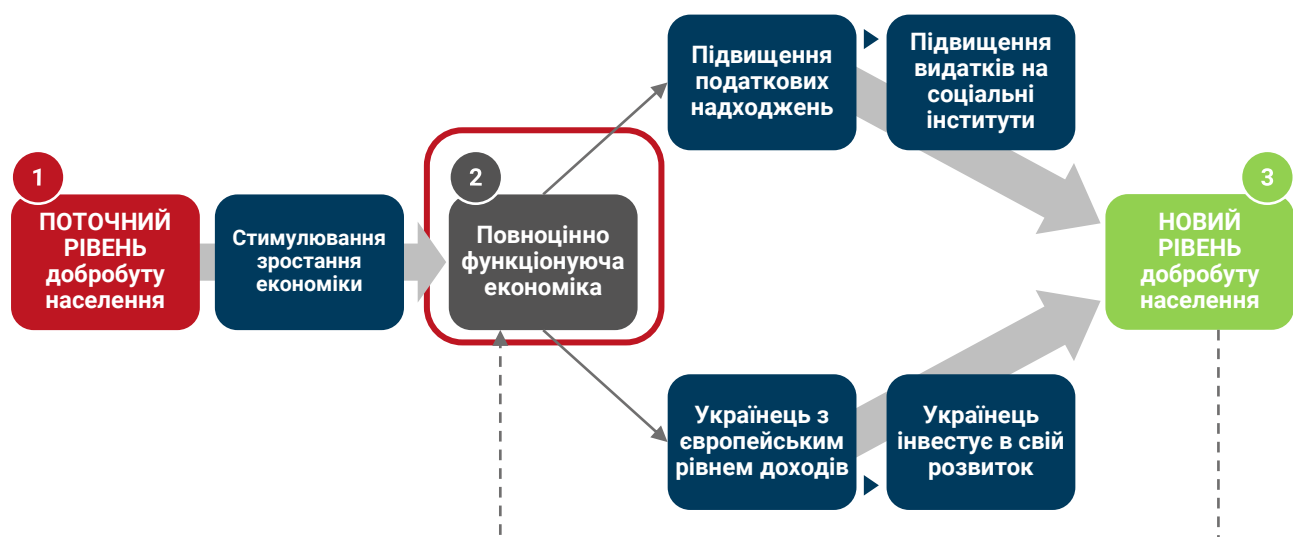 1
ПОТОЧНИЙ
РІВЕНЬ
добробуту
населення
Стимулювання
зростання
економіки
2
Повноцінно
функціонуюча
економіка
Підвищення
податкових
надходжень
Підвищення
видатків на
соціальні
інститути
Українець з
європейським
рівнем доходів
Українець
інвестує в свій
розвиток
3
НОВИЙ
РІВЕНЬ
добробуту
населення